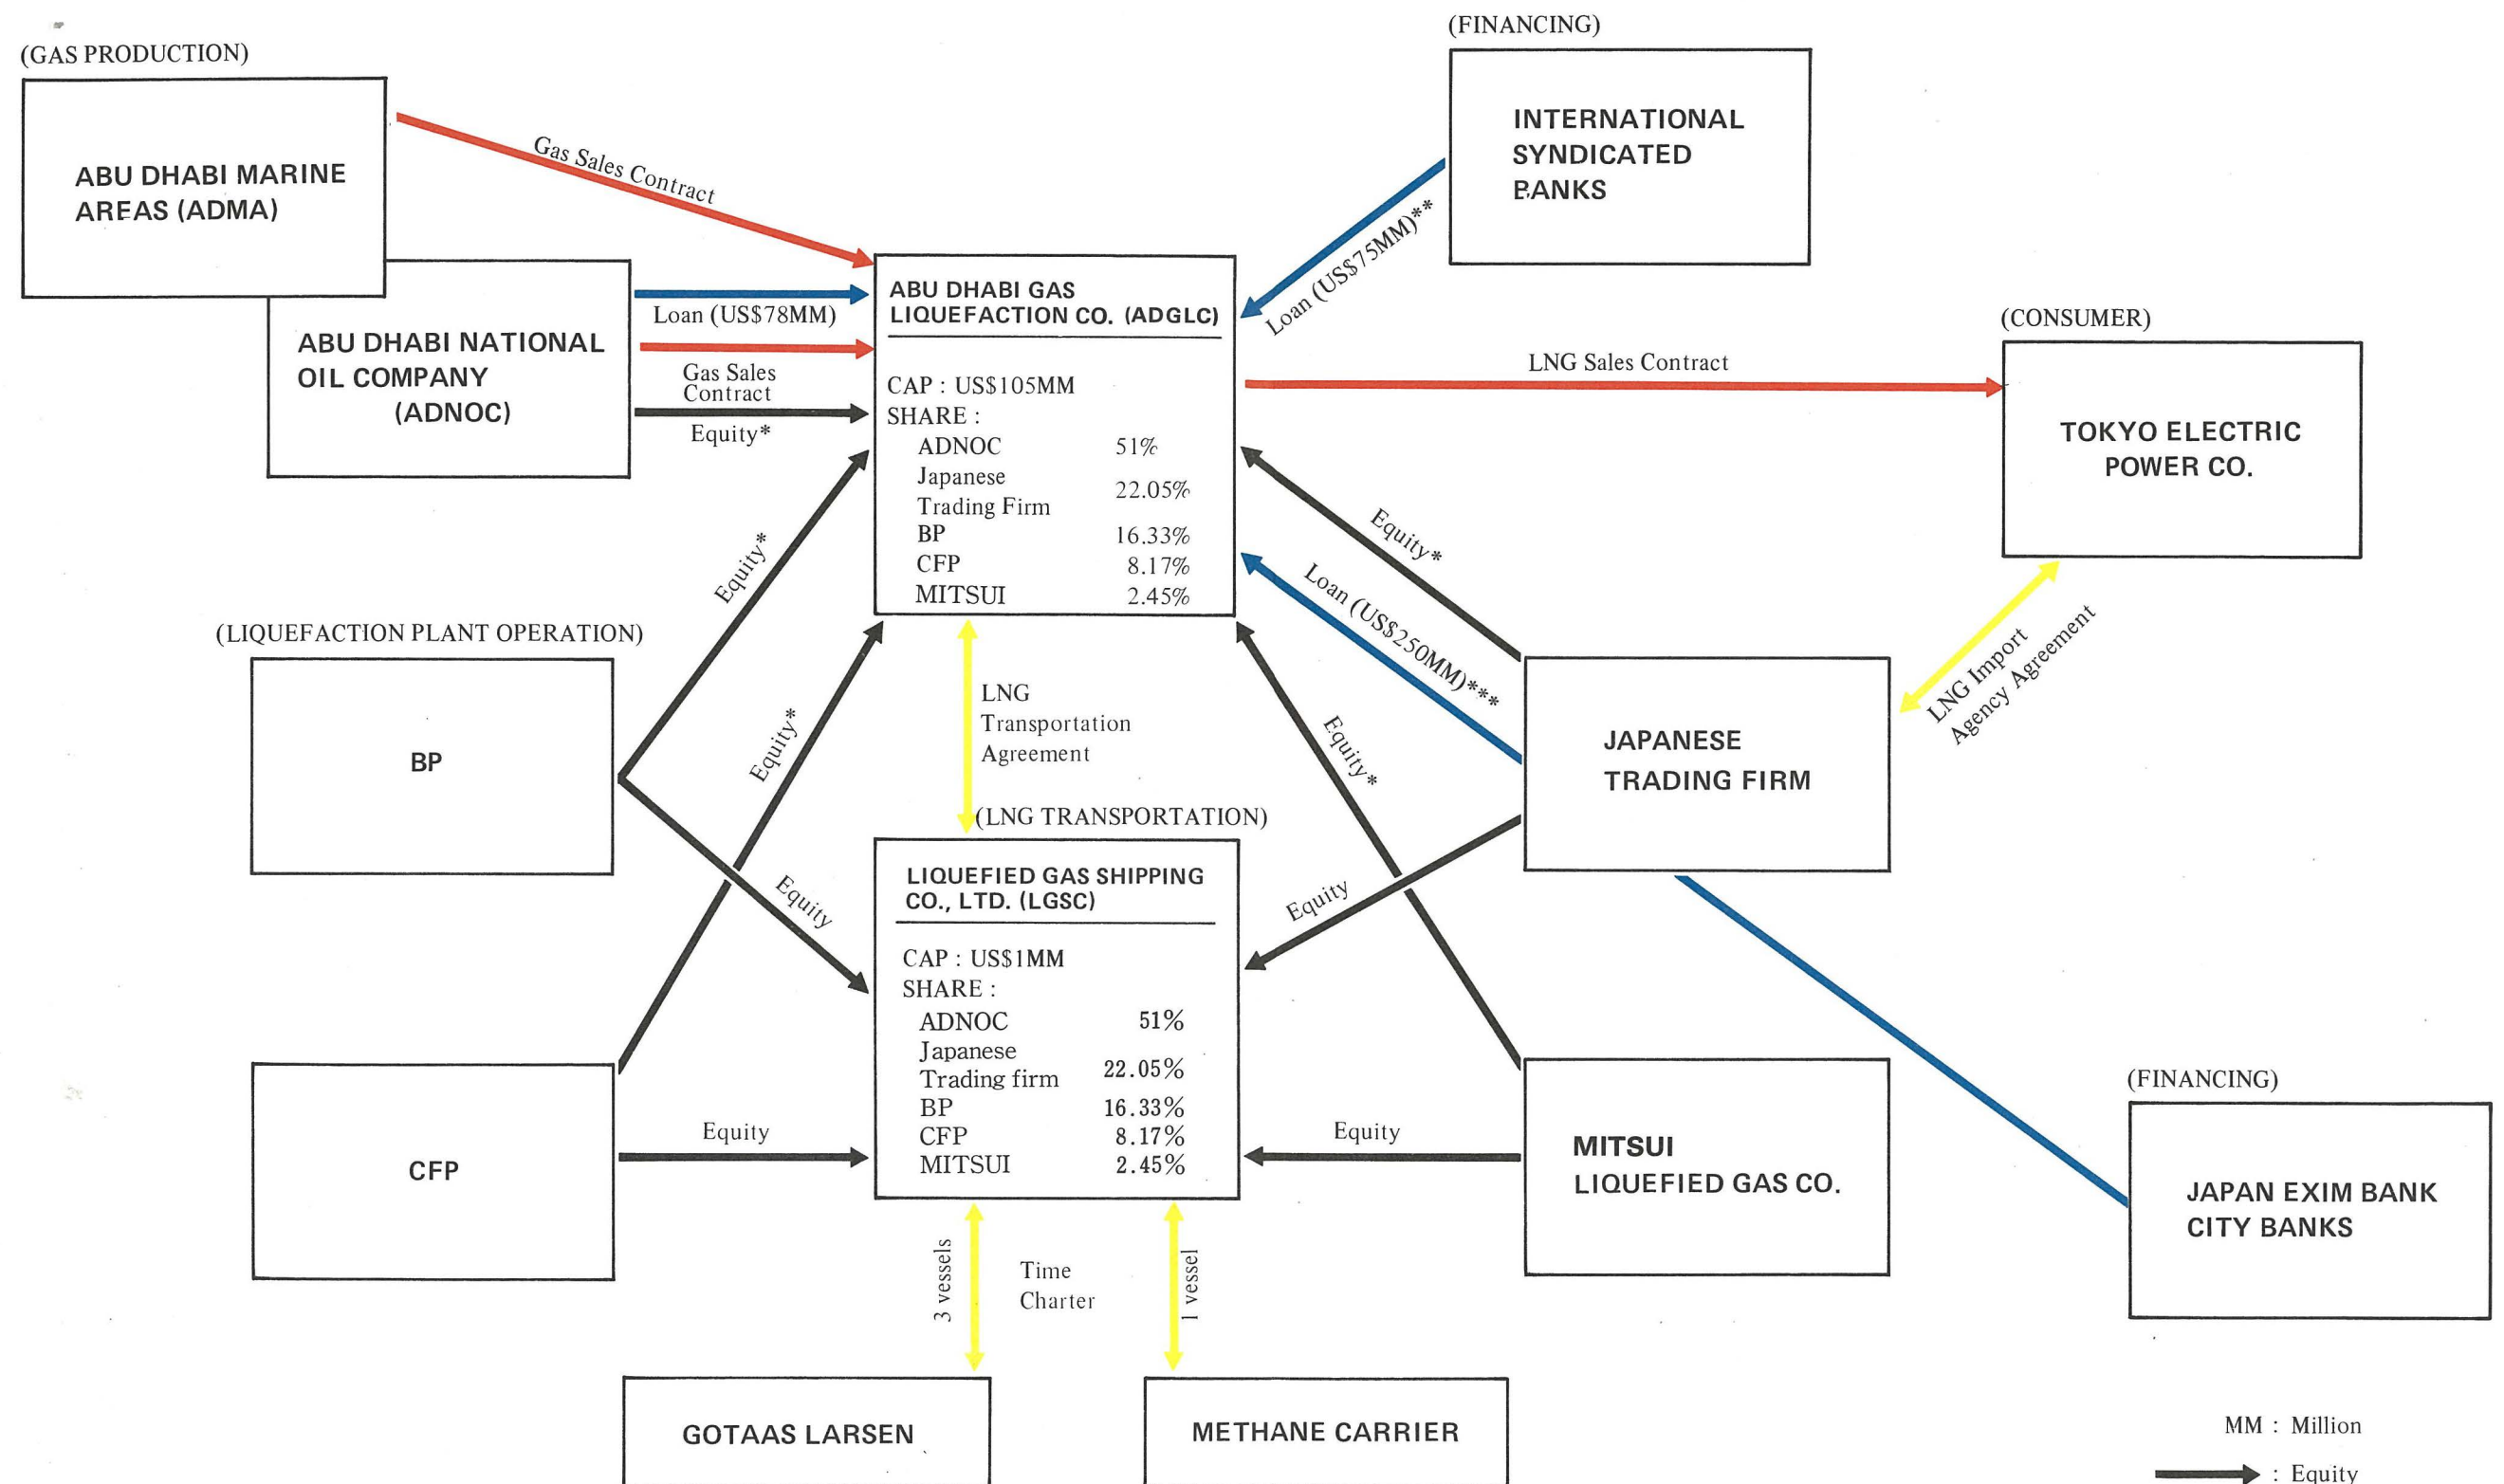 (GAS PRODUCTION)
ABU DHABI MARINE
AREAS (ADMA)
Gas Sales Contract
(FINANCING)
INTERNATIONAL
SYNDICATED
BANKS
Loan (US$75MM)**
ABU DHABI NATIONAL
OIL COMPANY
(ADNOC)
Loan (US$78MM)
Gas Sales
Contract
Equity*
ABU DHABI GAS
LIQUEFACTION CO. (ADGLC)
CAP : US$105MM
SHARE :
ADNOC 51%
Japanese
Trading Firm 22.05%
BP 16.33%
CFP 8.17%
MITSUI 2.45%
LNG Sales Contract
(CONSUMER)
TOKYO ELECTRIC
POWER CO.
Equity*
Loan (US$250MM)***
LNG Import
Agency Agreement
(LIQUEFACTION PLANT OPERATION)
BP
Equity*
Equity*
LNG
Transportation
Agreement
Equity*
JAPANESE
TRADING FIRM
(LNG TRANSPORTATION)
Equity
Equity
LIQUEFIED GAS SHIPPING
CO., LTD. (LGSC)
CAP : US$1MM
SHARE :
ADNOC 51%
Japanese
Trading firm 22.05%
BP 16.33%
CFP 8.17%
MITSUI 2.45%
CFP
Equity
Equity
MITSUI
LIQUEFIED GAS CO.
(FINANCING)
JAPAN EXIM BANK
CITY BANKS
3 vessels
Time
Charter
1 vessel
GOTAAS LARSEN
METHANE CARRIER
MM : Million
: Equity